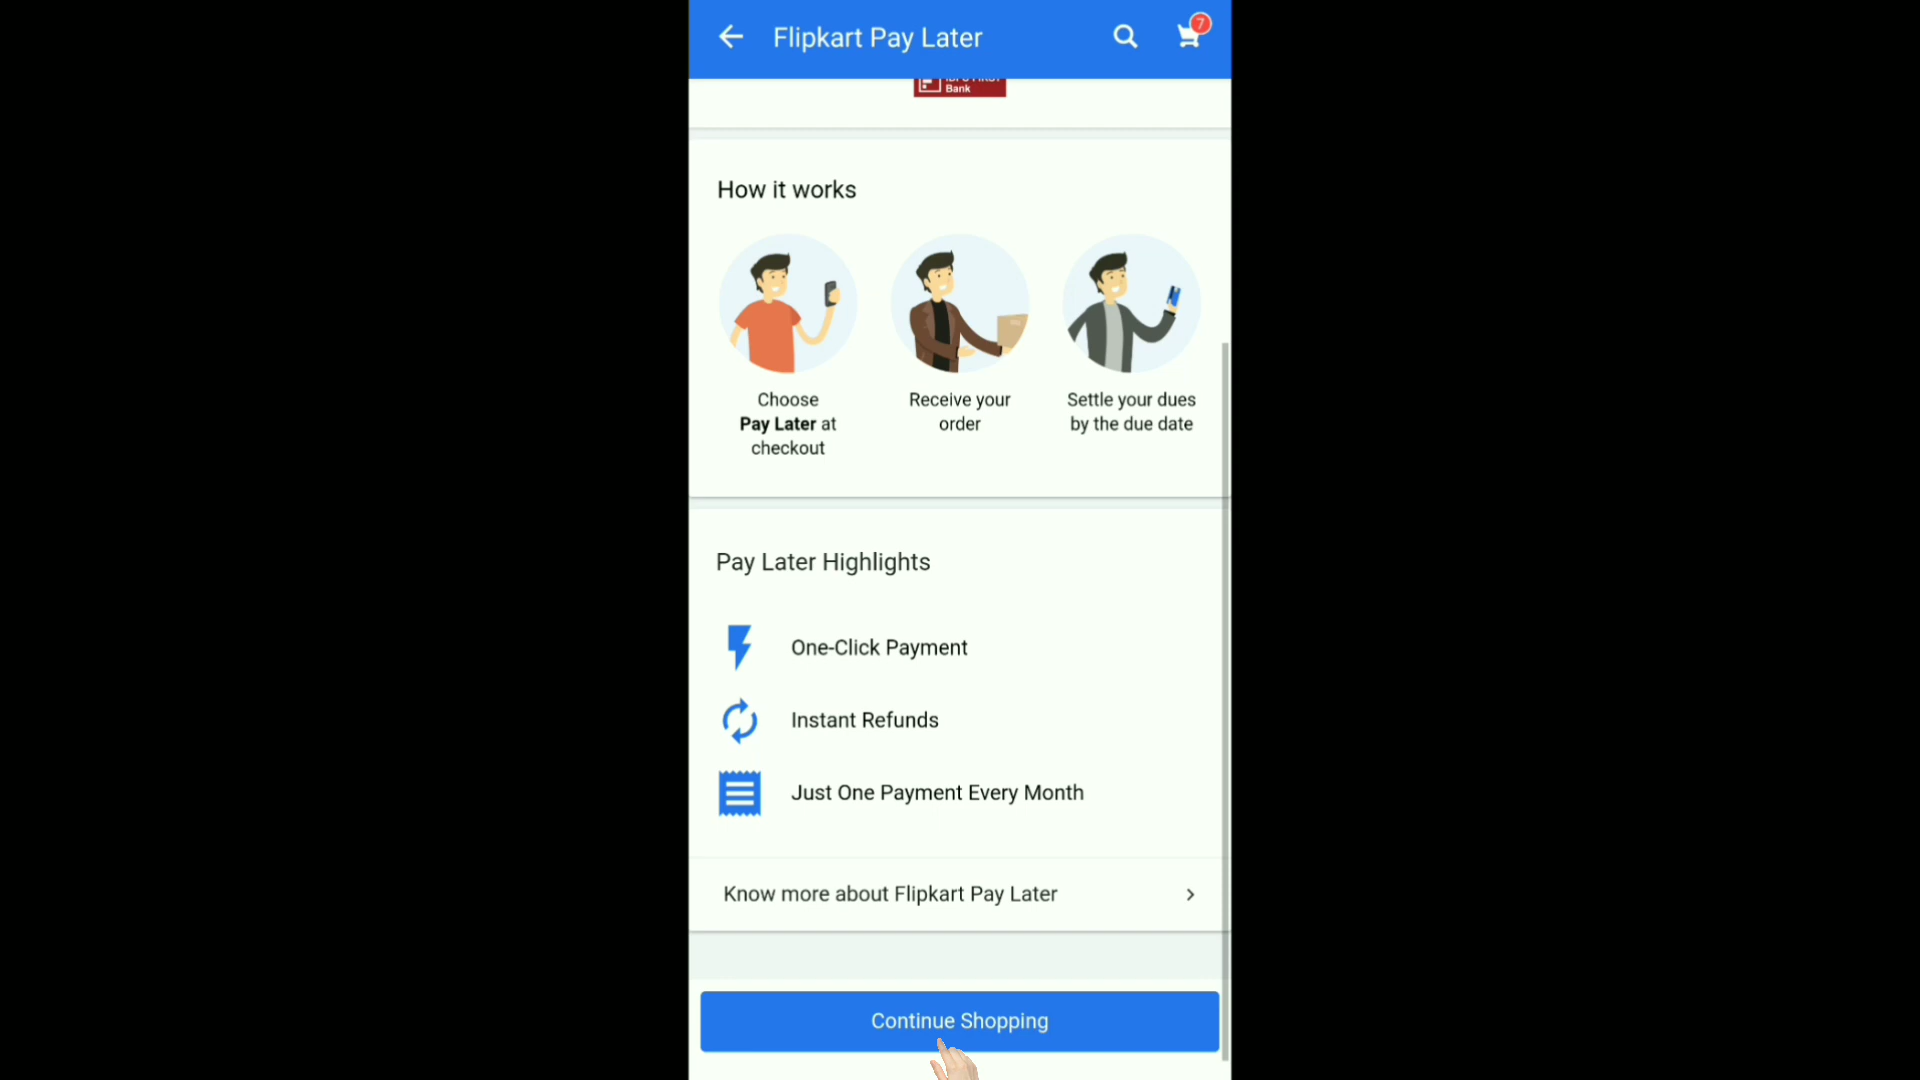 Flipkart Pay Later
7
Bank
How it works
Choose
Pay Later at
checkout
Receive your
order
Settle your dues
by the due date
Pay Later Highlights
One-Click Payment
Instant Refunds
Just One Payment Every Month
Know more about Flipkart Pay Later
Continue Shopping